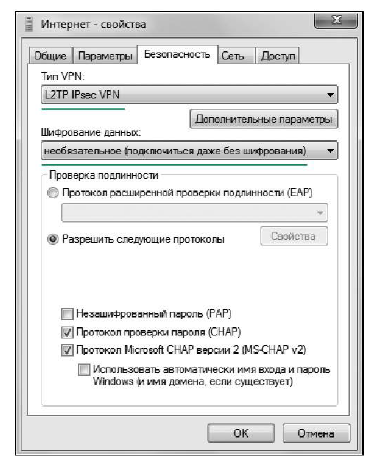 Интернет - свойства
Общие Параметры Безопасность Сеть Доступ
Тип VPN:
L2TP IPsec VPN
Дополнительные параметры
Шифрование данных:
необязательное (подключиться даже без шифрования)
Проверка подлинности
Протокол расширенной проверки подлинности (EAP)
Разрешить следующие протоколы
Свойства
Незашифрованный пароль (PAP)
Протокол проверки пароля (CHAP)
Протокол Microsoft CHAP версии 2 (MS-CHAP v2)
Использовать автоматически имя входа и пароль
Windows (и имя домена, если существует)
OK Отмена